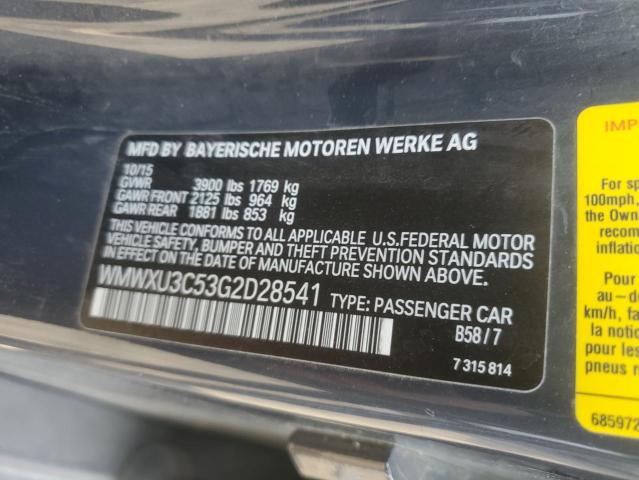 MFD BY BAYERISCHE MOTOREN WERKE AG
10/15
GVWR 3900 lbs 1769 kg
GAWR FRONT 2125 lbs 964 kg
GAWR REAR 1881 lbs 853 kg
THIS VEHICLE CONFORMS TO ALL APPLICABLE U.S.FEDERAL MOTOR
VEHICLE SAFETY, BUMPER AND THEFT PREVENTION STANDARDS
IN EFFECT ON THE DATE OF MANUFACTURE SHOWN ABOVE.
WMWXU3C53G2D28541 TYPE: PASSENGER CAR
B58/7
7 315 814
IMP
For sp
100mph,
the Own
recom
inflation
au-d
km/h, fa
la notic
pour les
pneus r
685972